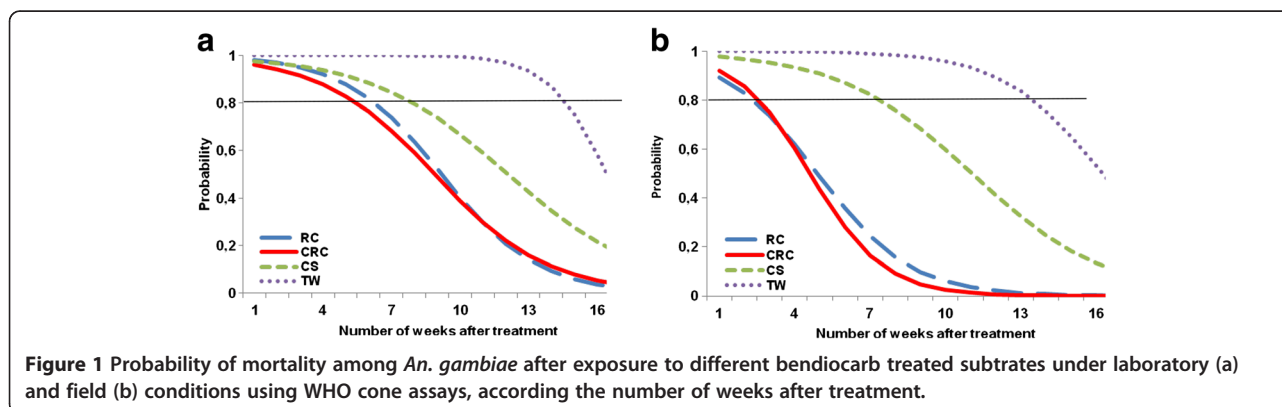 a
1
0.8
0.6
0.4
0.2
0
Probability
RC
CRC
CS
TW
1 4 7 10 13 16
Number of weeks after treatment
b
1
0.8
0.6
0.4
0.2
0
Probability
RC
CRC
CS
TW
1 4 7 10 13 16
Number of weeks after treatment
Figure 1 Probability of mortality among An. gambiae after exposure to different bendiocarb treated subtrates under laboratory (a)
and field (b) conditions using WHO cone assays, according the number of weeks after treatment.